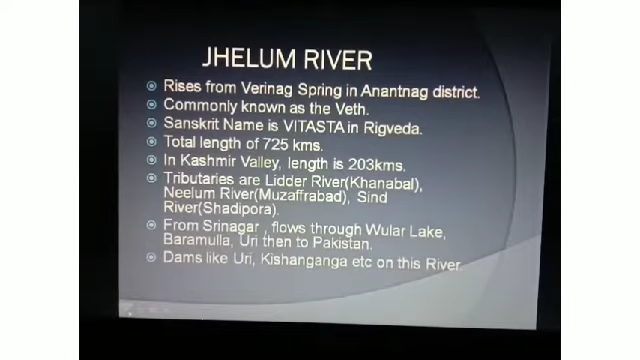 JHELUM RIVER
Rises from Verinag Spring in Anantnag district.
Commonly known as the Veth.
Sanskrit Name is VITASTA in Rigveda.
Total length of 725 kms.
In Kashmir Valley, length is 203kms.
Tributaries are Lidder River(Khanabal),
Neelum River(Muzaffrabad), Sind
River(Shadipora).
From Srinagar , flows through Wular Lake,
Baramulla, Uri then to Pakistan.
Dams like Uri, Kishanganga etc on this River.